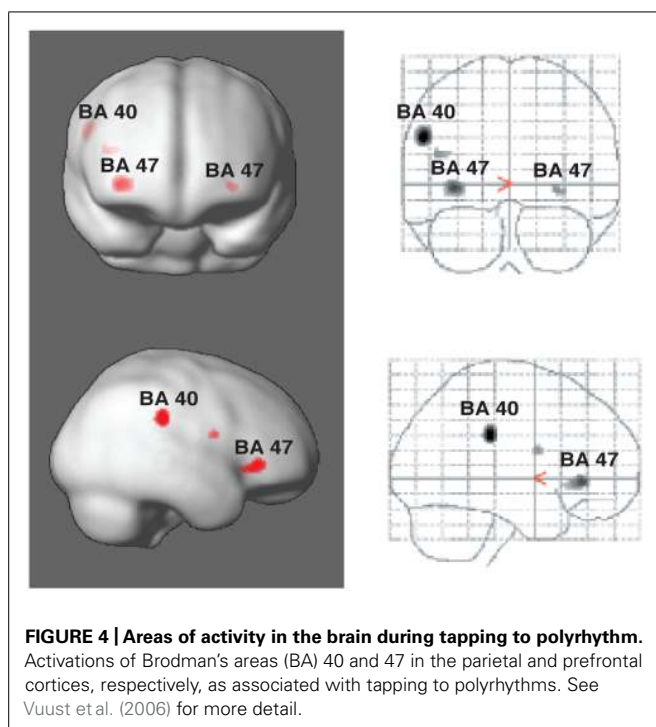 BA 40
BA 47
BA 47
BA 40
BA 47
BA 47
BA 40
BA 47
BA 40
BA 47
FIGURE 4 | Areas of activity in the brain during tapping to polyrhythm.
Activations of Brodman's areas (BA) 40 and 47 in the parietal and prefrontal
cortices, respectively, as associated with tapping to polyrhythms. See
Vuust et al. (2006) for more detail.